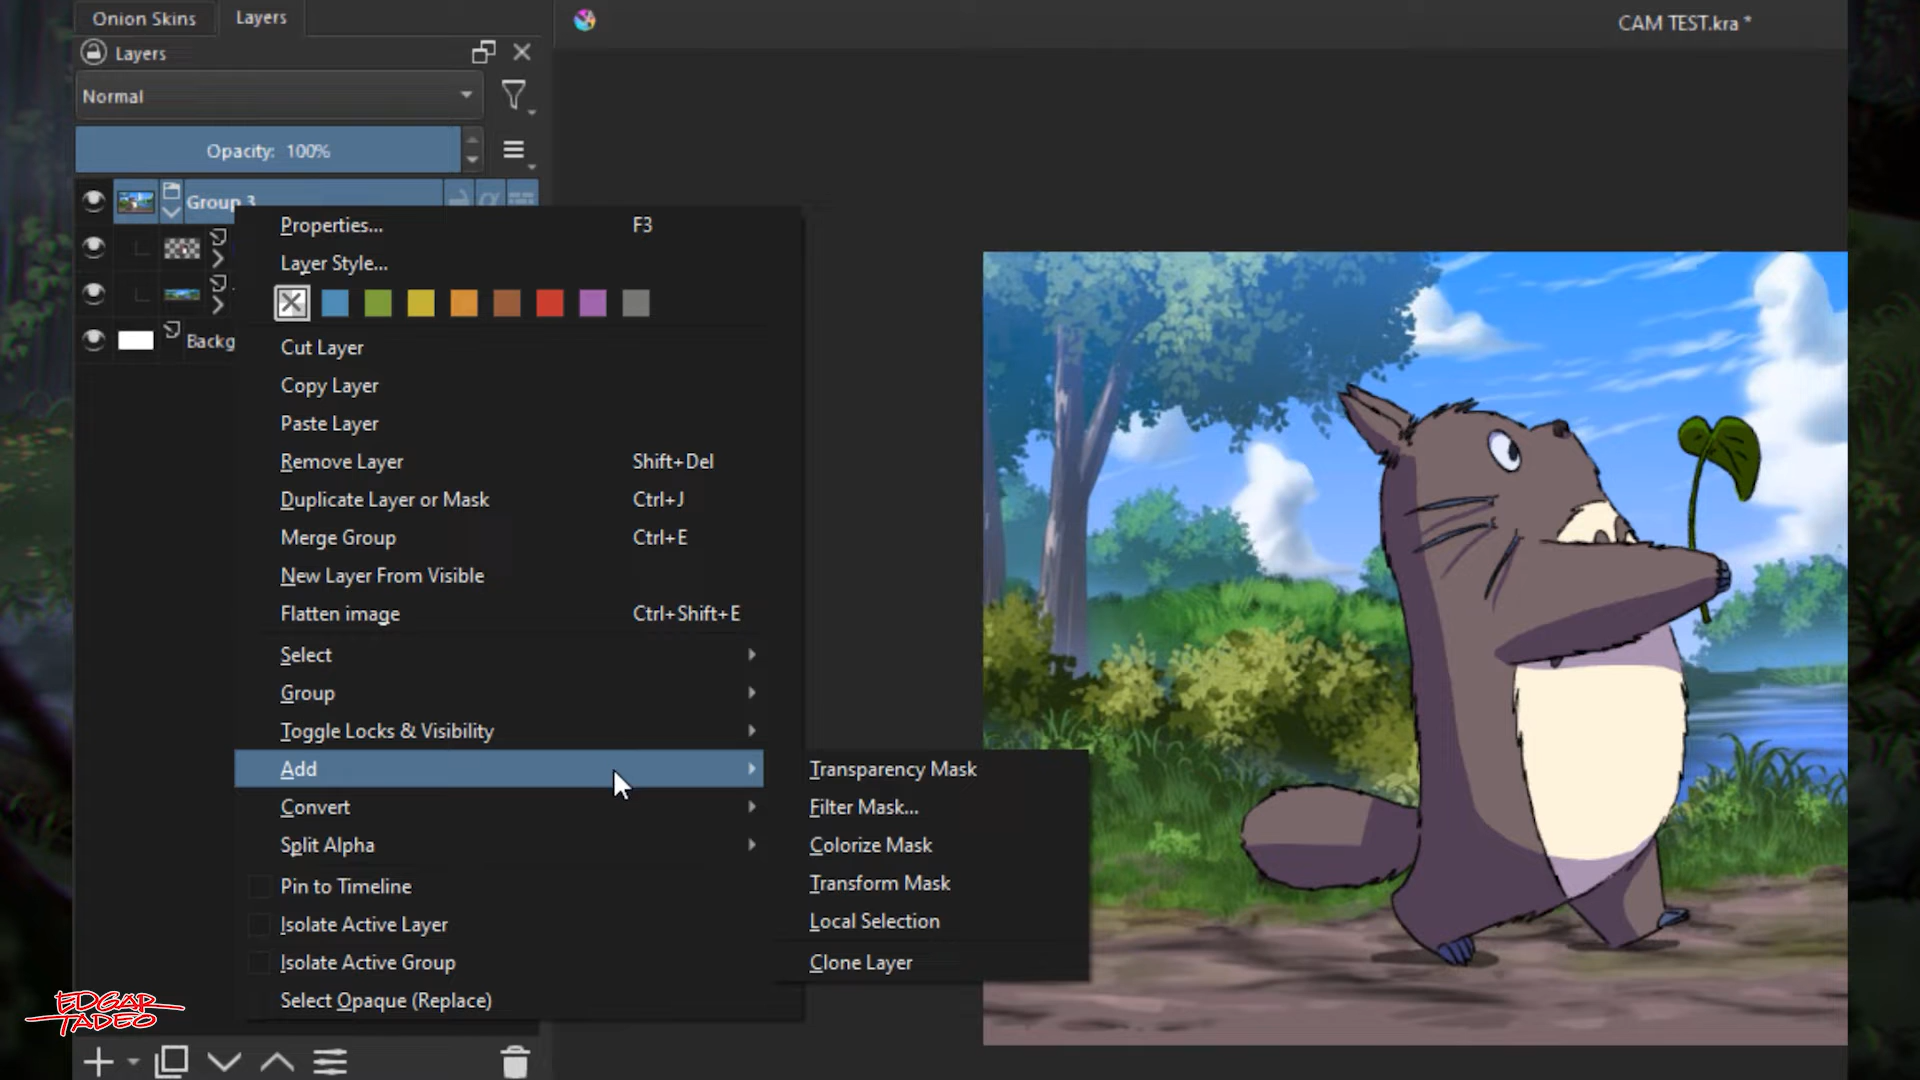 Onion Skins
Layers
CAM TEST.kra *
Layers
Normal
Opacity: 100%
Group 3
Backg
Properties... F3
Layer Style...
Cut Layer
Copy Layer
Paste Layer
Remove Layer Shift+Del
Duplicate Layer or Mask Ctrl+J
Merge Group Ctrl+E
New Layer From Visible
Flatten image Ctrl+Shift+E
Select
Group
Toggle Locks & Visibility
Add
Convert
Split Alpha
Pin to Timeline
Isolate Active Layer
Isolate Active Group
Select Opaque (Replace)
Transparency Mask
Filter Mask...
Colorize Mask
Transform Mask
Local Selection
Clone Layer
EDGAR
TADEO